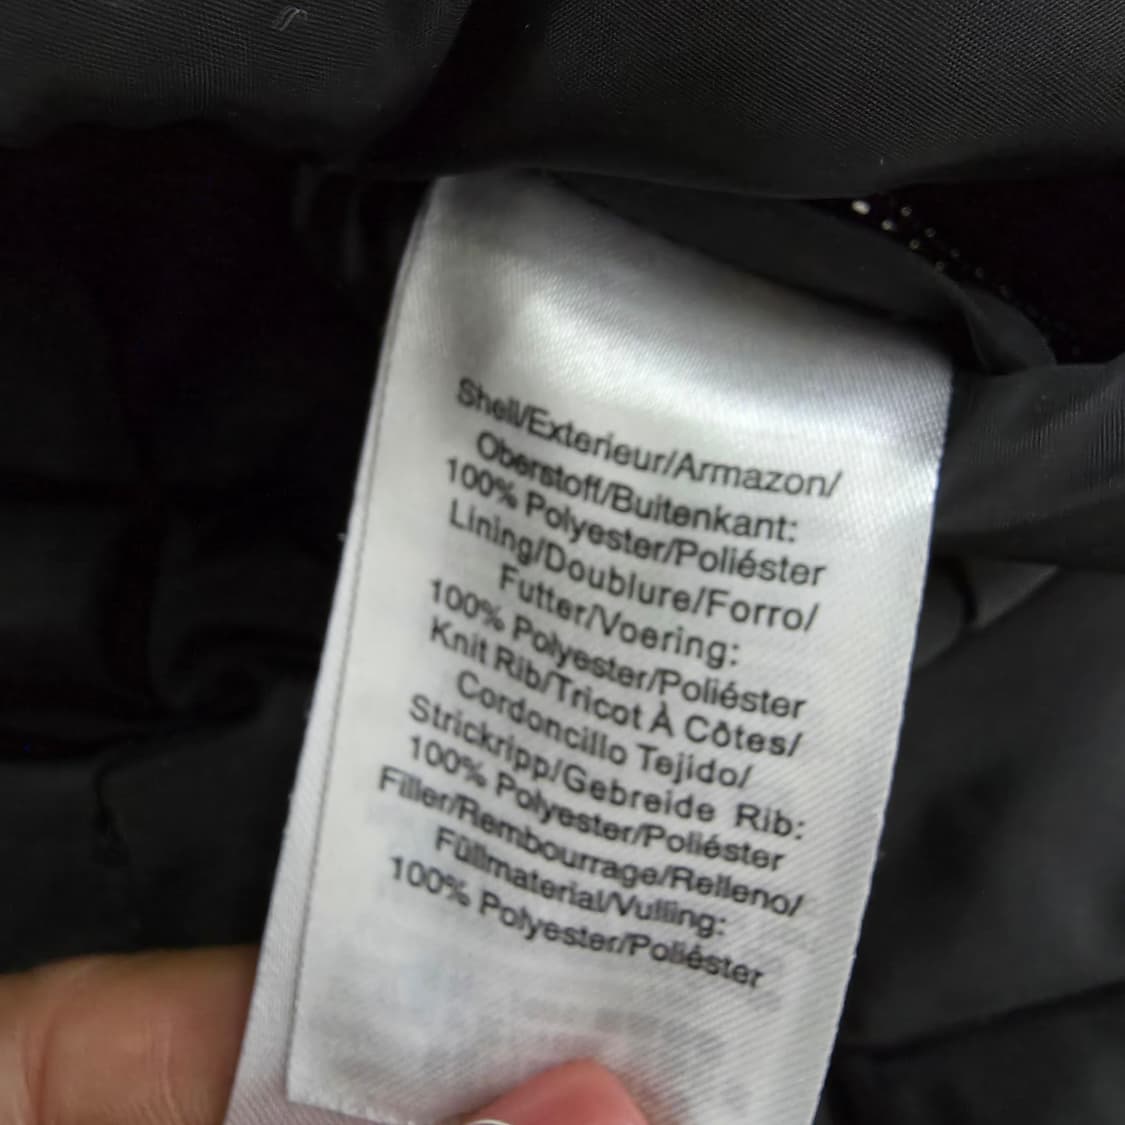 Shell/Exterieur/Armazon/
Oberstoff/Buitenkant:
100% Polyester/Poliéster
Lining/Doublure/Forro/
Futter/Voering:
100% Polyester/Poliéster
Knit Rib/Tricot À Côtes/
Cordoncillo Tejido/
Strickripp/Gebreide Rib:
100% Polyester/Poliéster
Filler/Rembourrage/Relleno/
Füllmaterial/Vulling:
100% Polyester/Poliéster